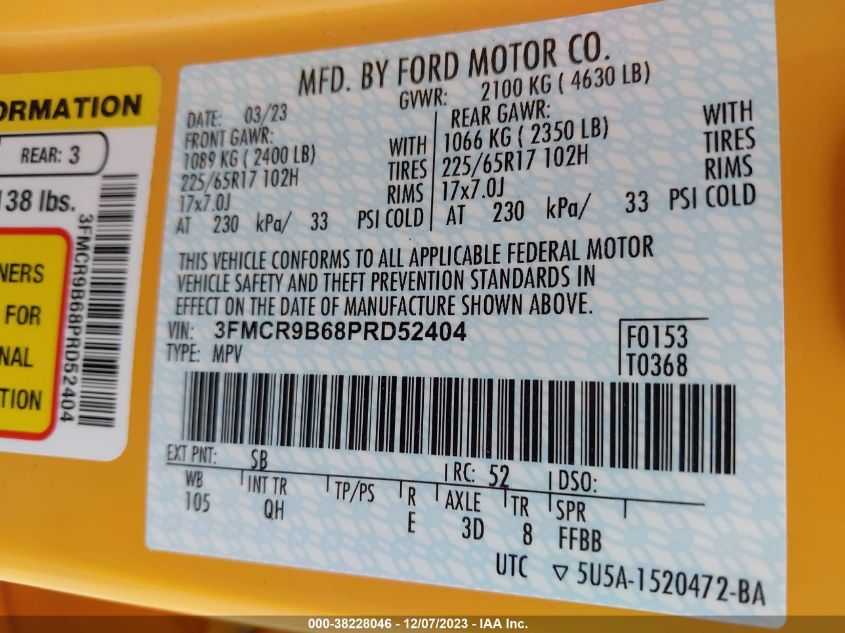 ORMATION
REAR: 3
138 lbs.
3FMCR9B68PRD52404
NERS
FOR
NAL
TION
MFD. BY FORD MOTOR CO.
DATE: 03/23
GVWR: 2100 KG ( 4630 LB)
FRONT GAWR:
1089 KG ( 2400 LB) WITH
225/65R17 102H TIRES
17x7.0J RIMS
AT 230 kPa/ 33 PSI COLD
REAR GAWR: WITH
1066 KG ( 2350 LB) TIRES
225/65R17 102H RIMS
17x7.0J
AT 230 kPa/ 33 PSI COLD
THIS VEHICLE CONFORMS TO ALL APPLICABLE FEDERAL MOTOR
VEHICLE SAFETY AND THEFT PREVENTION STANDARDS IN
EFFECT ON THE DATE OF MANUFACTURE SHOWN ABOVE.
VIN: 3FMCR9B68PRD52404
TYPE: MPV
F0153
T0368
EXT PNT: SB RC: 52 DSO:
WB INT TR TP/PS R AXLE TR SPR
105 QH E 3D 8 FFBB
UTC ▽ 5U5A-1520472-BA
000-38228046 – 12/07/2023 - IAA Inc.